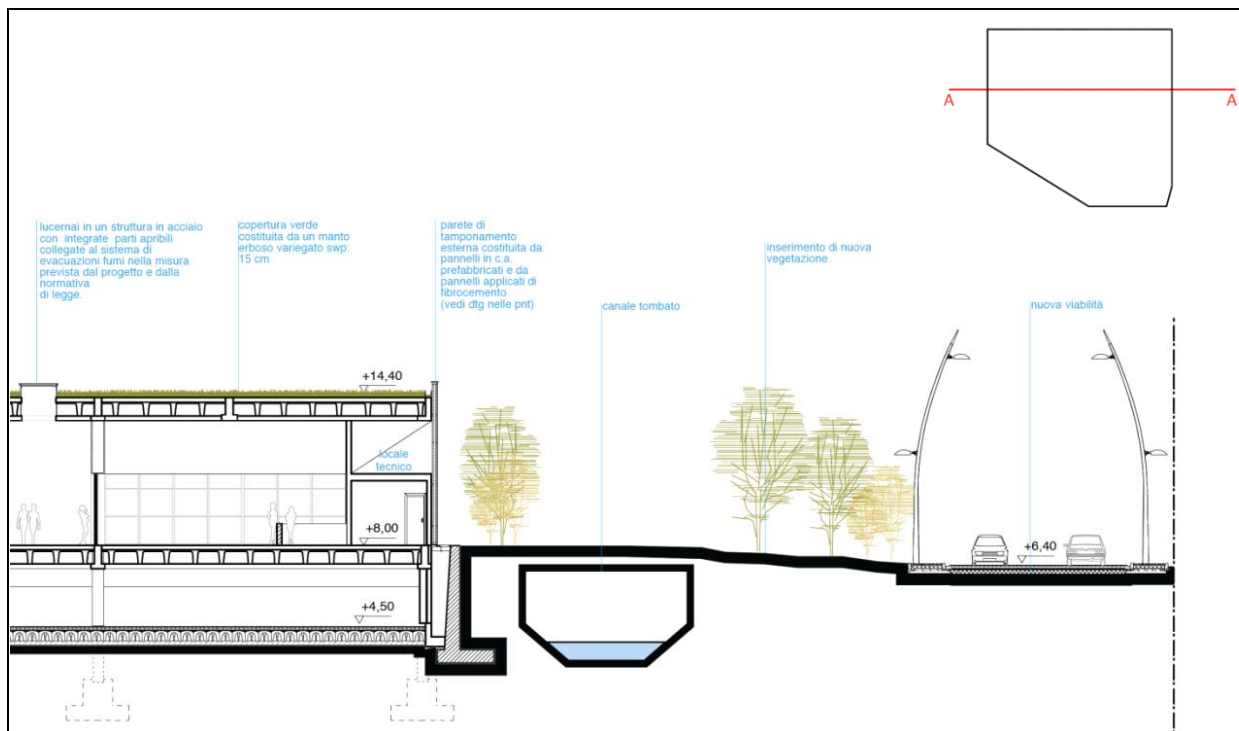 A
A
lucernai in un struttura in acciaio
con integrate parti apribili
collegate al sistema di
evacuazioni fumi nella misura
prevista dal progetto e dalla
normativa
di legge.
copertura verde
costituita da un manto
erboso variegato swp:
15 cm
parete di
tamponamento
esterna costituita da
pannelli in c.a.
prefabbricati e da
pannelli applicati di
fibrocemento
(vedi dtg nelle pnt)
inserimento di nuova
vegetazione
canale tombato
nuova viabilità
+14,40
locale
tecnico
+8,00
+6,40
+4,50